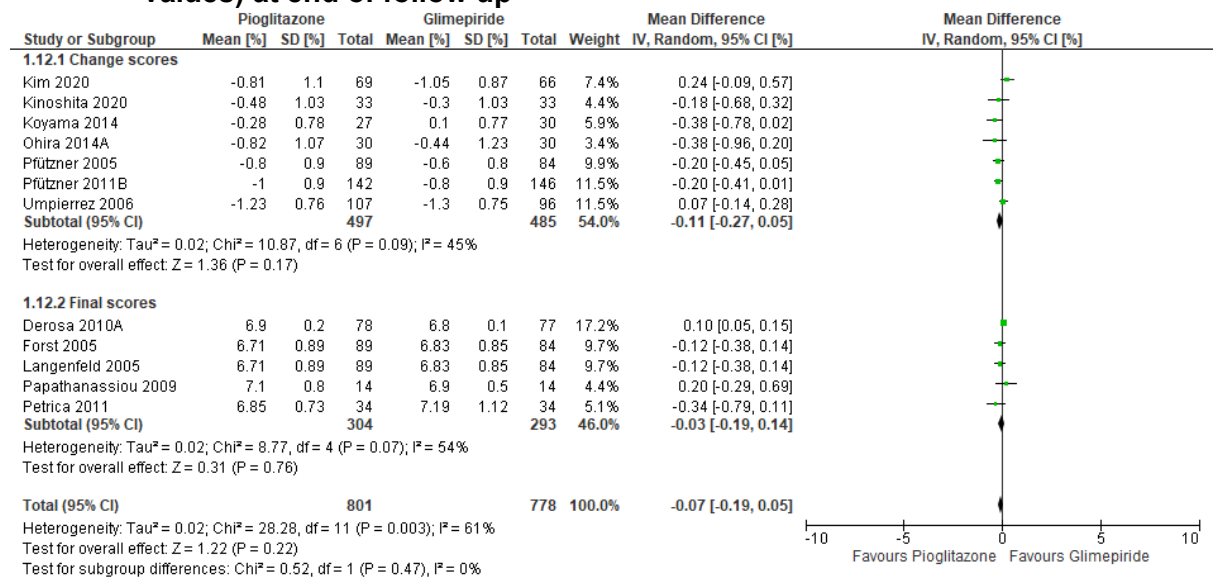 values) at end of follow-up
Pioglitazone Glimepiride Mean Difference Mean Difference
Study or Subgroup Mean [%] SD [%] Total Mean [%] SD [%] Total Weight IV, Random, 95% CI [%] IV, Random, 95% CI [%]
1.12.1 Change scores
Kim 2020 -0.81 1.1 69 -1.05 0.87 66 7.4% 0.24 [-0.09, 0.57]
Kinoshita 2020 -0.48 1.03 33 -0.3 1.03 33 4.4% -0.18 [-0.68, 0.32]
Koyama 2014 -0.28 0.78 27 0.1 0.77 30 5.9% -0.38 [-0.78, 0.02]
Ohira 2014A -0.82 1.07 30 -0.44 1.23 30 3.4% -0.38 [-0.96, 0.20]
Pfützner 2005 -0.8 0.9 89 -0.6 0.8 84 9.9% -0.20 [-0.45, 0.05]
Pfützner 2011B -1 0.9 142 -0.8 0.9 146 11.5% -0.20 [-0.41, 0.01]
Umpierrez 2006 -1.23 0.76 107 -1.3 0.75 96 11.5% 0.07 [-0.14, 0.28]
Subtotal (95% CI) 497 485 54.0% -0.11 [-0.27, 0.05]
Heterogeneity: Tau² = 0.02; Chi² = 10.87, df = 6 (P = 0.09); I² = 45%
Test for overall effect: Z = 1.36 (P = 0.17)
1.12.2 Final scores
Derosa 2010A 6.9 0.2 78 6.8 0.1 77 17.2% 0.10 [0.05, 0.15]
Forst 2005 6.71 0.89 89 6.83 0.85 84 9.7% -0.12 [-0.38, 0.14]
Langenfeld 2005 6.71 0.89 89 6.83 0.85 84 9.7% -0.12 [-0.38, 0.14]
Papathanassiou 2009 7.1 0.8 14 6.9 0.5 14 4.4% 0.20 [-0.29, 0.69]
Petrica 2011 6.85 0.73 34 7.19 1.12 34 5.1% -0.34 [-0.79, 0.11]
Subtotal (95% CI) 304 293 46.0% -0.03 [-0.19, 0.14]
Heterogeneity: Tau² = 0.02; Chi² = 8.77, df = 4 (P = 0.07); I² = 54%
Test for overall effect: Z = 0.31 (P = 0.76)
Total (95% CI) 801 778 100.0% -0.07 [-0.19, 0.05]
Heterogeneity: Tau² = 0.02; Chi² = 28.28, df = 11 (P = 0.003); I² = 61%
Test for overall effect: Z = 1.22 (P = 0.22)
Test for subgroup differences: Chi² = 0.52, df = 1 (P = 0.47), I² = 0%
-10 -5 0 5 10
Favours Pioglitazone Favours Glimepiride